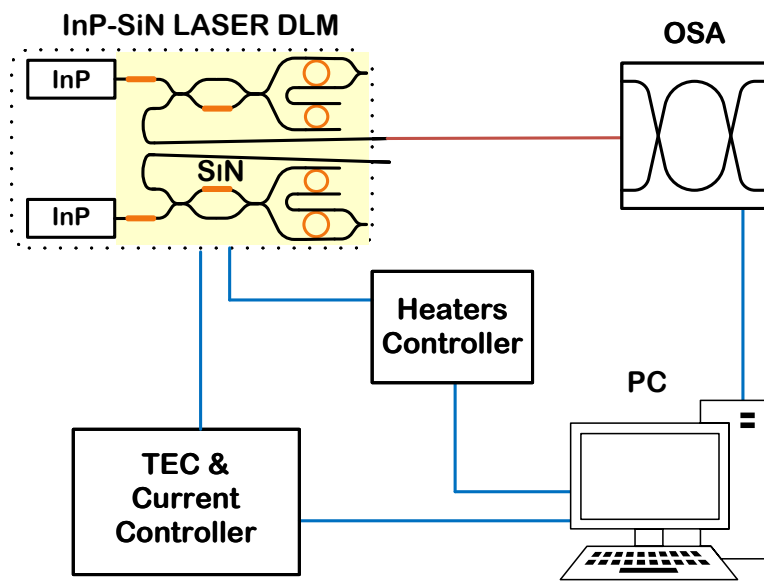 InP-SiN LASER DLM
OSA
InP
SiN
InP
Heaters
Controller
PC
TEC &
Current
Controller